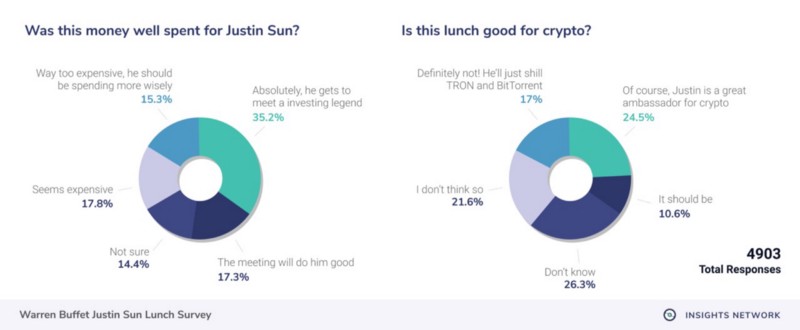 Was this money well spent for Justin Sun?
Way too expensive, he should
be spending more wisely
15.3%
Absolutely, he gets to
meet a investing legend
35.2%
Seems expensive
17.8%
Not sure
14.4%
The meeting will do him good
17.3%
Is this lunch good for crypto?
Definitely not! He'll just shill
TRON and BitTorrent
17%
Of course, Justin is a great
ambassador for crypto
24.5%
I don't think so
21.6%
It should be
10.6%
Don't know
26.3%
4903
Total Responses
Warren Buffet Justin Sun Lunch Survey
INSIGHTS NETWORK